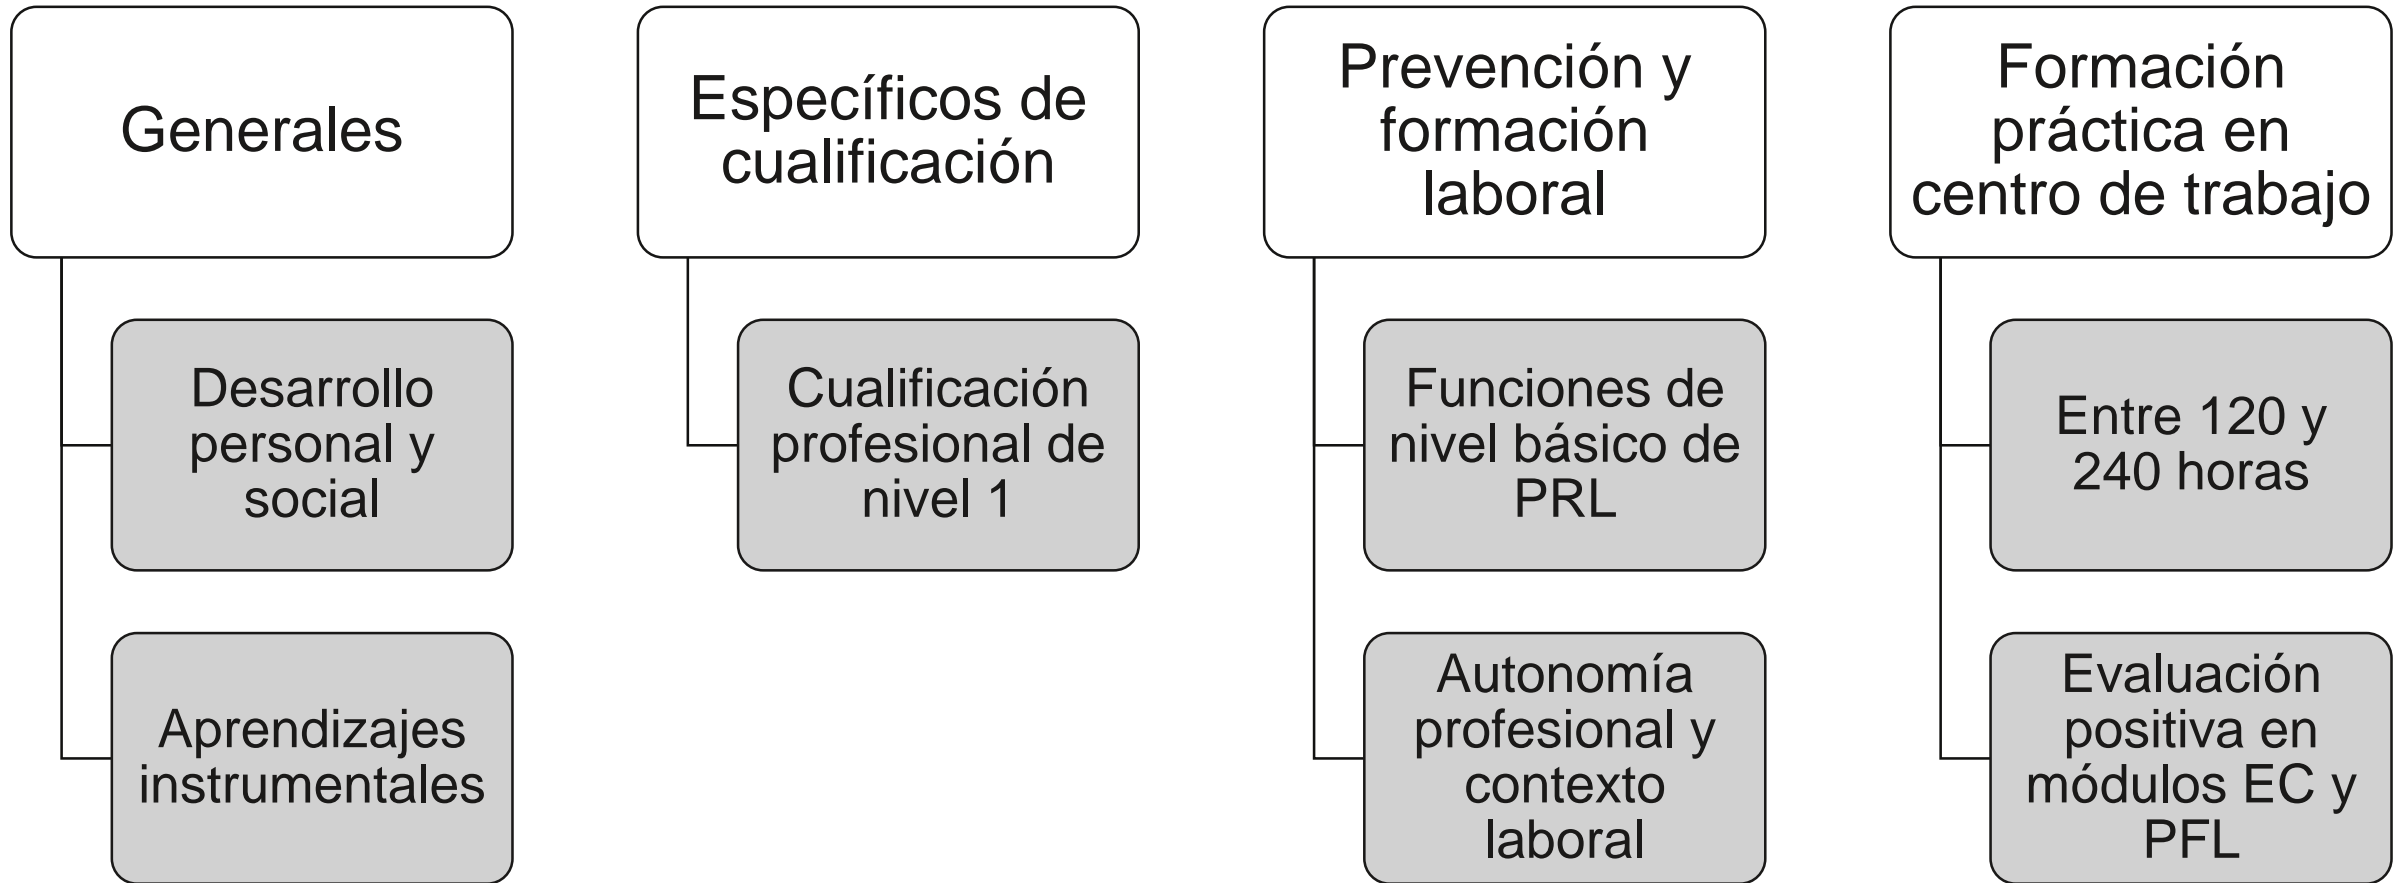 Generales
Desarrollo
personal y
social
Aprendizajes
instrumentales
Específicos de
cualificación
Cualificación
profesional de
nivel 1
Prevención y
formación
laboral
Funciones de
nivel básico de
PRL
Autonomía
profesional y
contexto
laboral
Formación
práctica en
centro de trabajo
Entre 120 y
240 horas
Evaluación
positiva en
módulos EC y
PFL